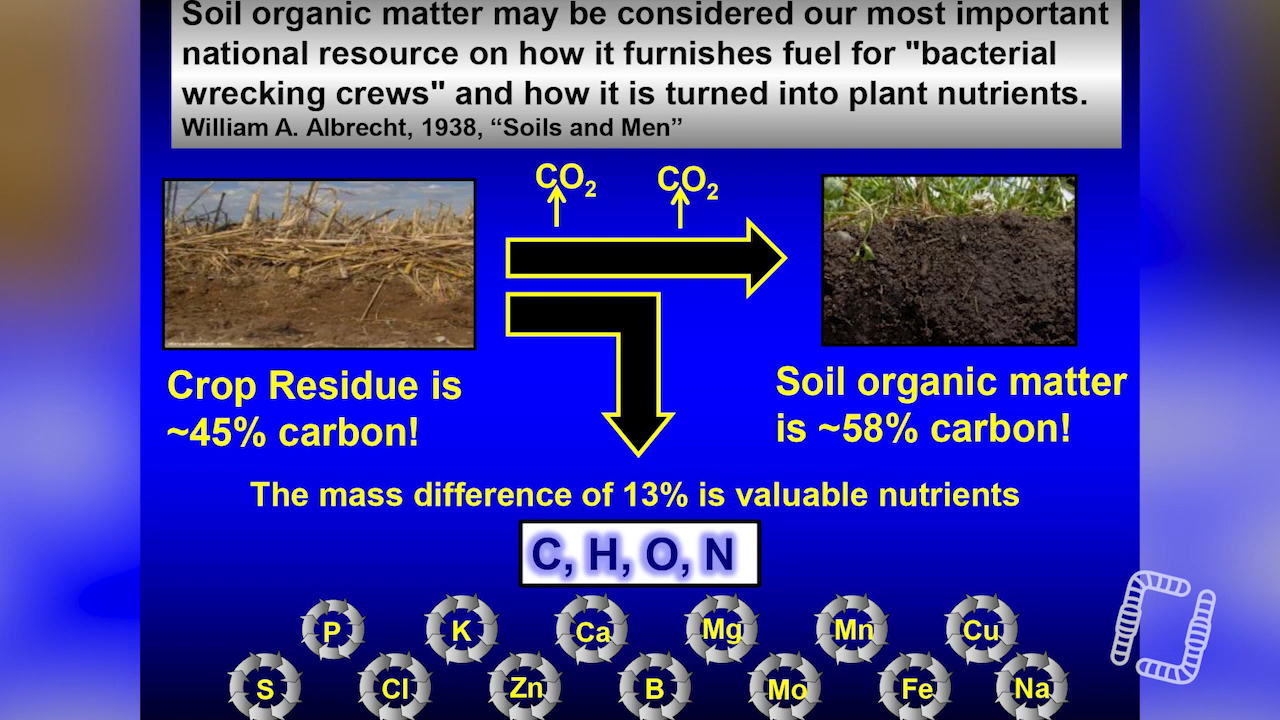 Soil organic matter may be considered our most important
national resource on how it furnishes fuel for "bacterial
wrecking crews" and how it is turned into plant nutrients.
William A. Albrecht, 1938, “Soils and Men”
CO2 CO2
Crop Residue is
~45% carbon!
Soil organic matter
is ~58% carbon!
The mass difference of 13% is valuable nutrients
C, H, O, N
P K Ca Mg Mn Cu
S Cl Zn B Mo Fe Na